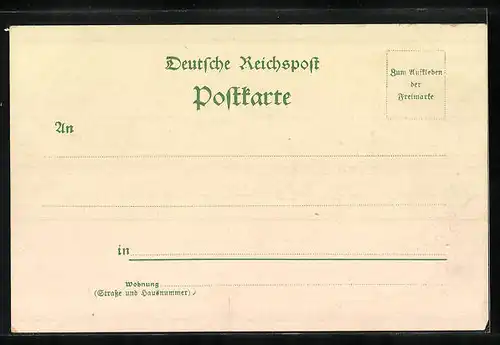 Deutſche Reichspoſt
Poſtkarte
Zum Aufkleben
der
Freimarke
An
in
Wohnung
(Straße und Hausnummer)